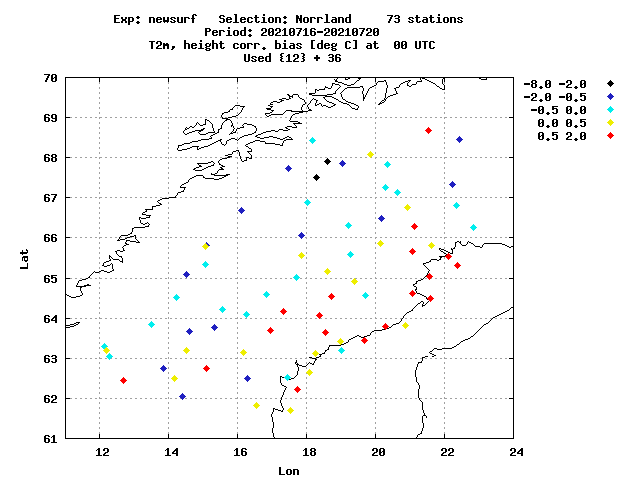 Exp: newsurf   Selection: Norrland     73 stations
Period: 20210716-20210720
T2m, height corr. bias [deg C] at  00 UTC
Used {12} + 36
-8.0 -2.0
-2.0 -0.5
-0.5 0.0
0.0 0.5
0.5 2.0
70
69
68
67
66
65
64
63
62
61
Lat
12 14 16 18 20 22 24
Lon